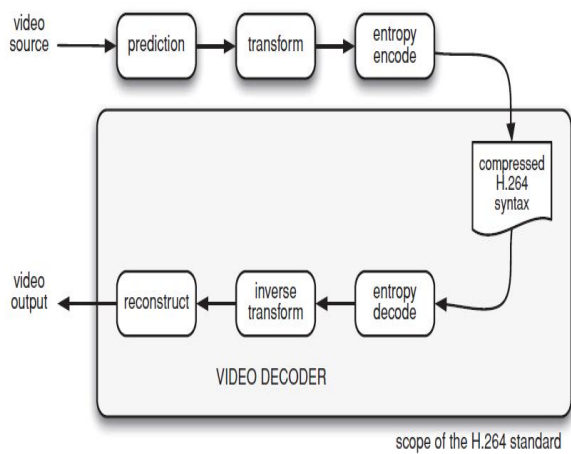 video
source
prediction
transform
entropy
encode
compressed
H.264
syntax
video
output
reconstruct
inverse
transform
entropy
decode
VIDEO DECODER
scope of the H.264 standard